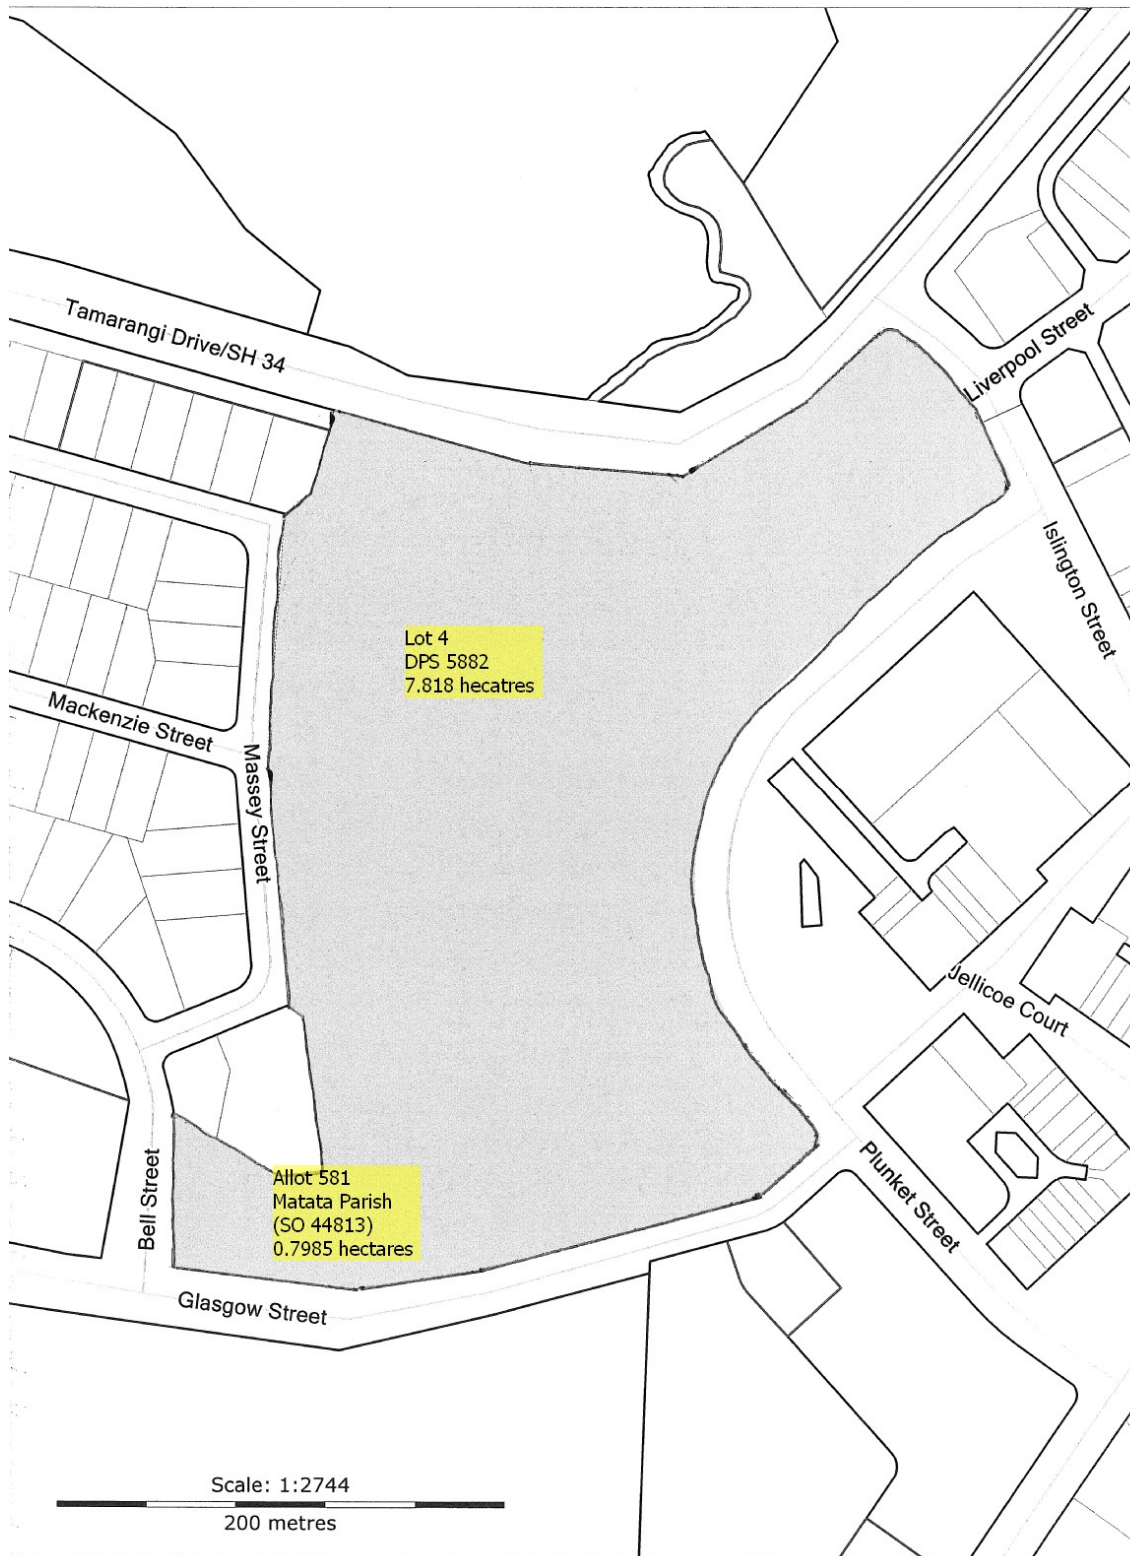 Tamarangi Drive/SH 34
Liverpool Street
Islington Street
Lot 4
DPS 5882
7.818 hecatres
Mackenzie Street
Massey Street
Jellicoe Court
Plunket Street
Bell Street
Allot 581
Matata Parish
(SO 44813)
0.7985 hectares
Glasgow Street
Scale: 1:2744
200 metres